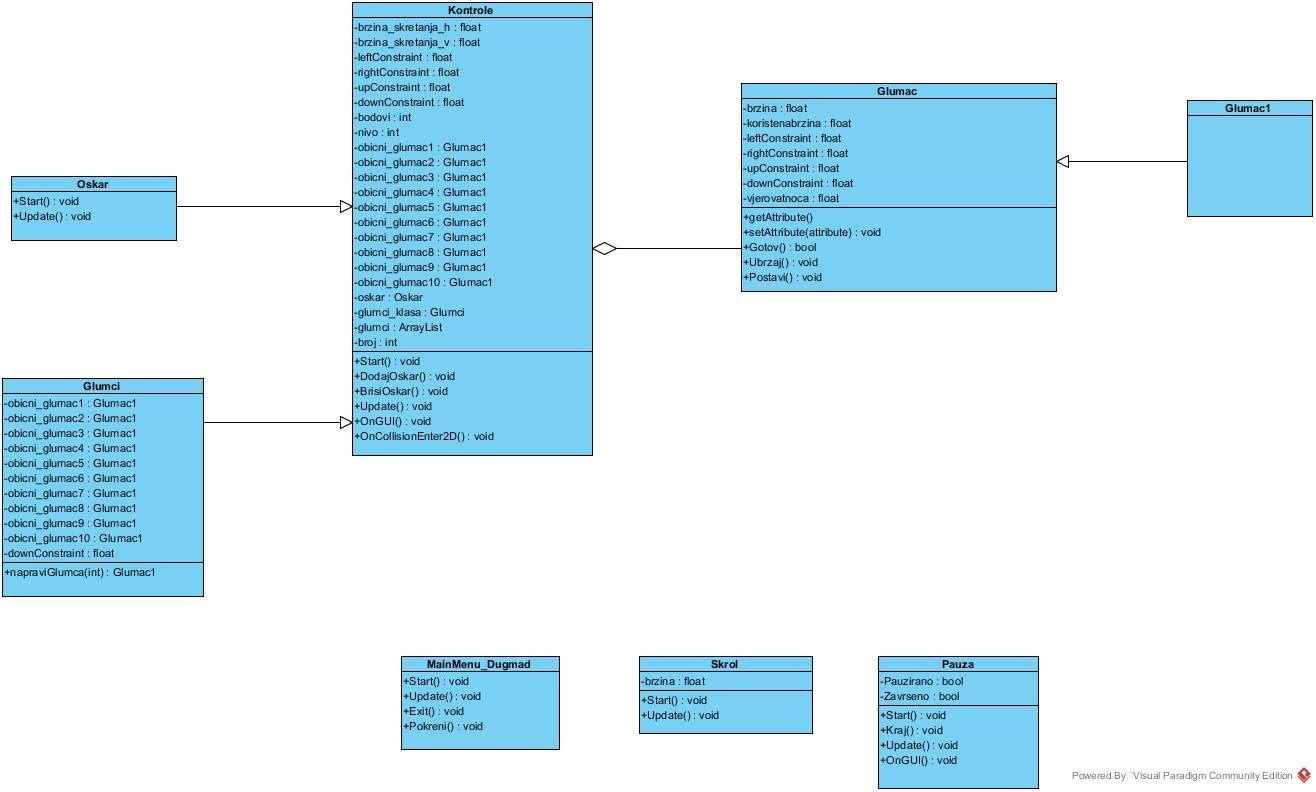 Kontrole
-brzina_skretanja_h : float
-brzina_skretanja_v : float
-leftConstraint : float
-rightConstraint : float
-upConstraint : float
-downConstraint : float
-bodovi : int
-nivo : int
-obicni_glumac1 : Glumac1
-obicni_glumac2 : Glumac1
-obicni_glumac3 : Glumac1
-obicni_glumac4 : Glumac1
-obicni_glumac5 : Glumac1
-obicni_glumac6 : Glumac1
-obicni_glumac7 : Glumac1
-obicni_glumac8 : Glumac1
-obicni_glumac9 : Glumac1
-obicni_glumac10 : Glumac1
-oskar : Oskar
-glumci_klasa : Glumci
-glumci : ArrayList
-broj : int
+Start() : void
+DodajOskar() : void
+BrisiOskar() : void
+Update() : void
+OnGUI() : void
+OnCollisionEnter2D() : void
Glumac
-brzina : float
-koristenabrzina : float
-leftConstraint : float
-rightConstraint : float
-upConstraint : float
-downConstraint : float
-vjerovatnoca : float
+getAttribute()
+setAttribute(attribute) : void
+Gotov() : bool
+Ubrzaj() : void
+Postavi() : void
Glumac1
Oskar
+Start() : void
+Update() : void
Glumci
-obicni_glumac1 : Glumac1
-obicni_glumac2 : Glumac1
-obicni_glumac3 : Glumac1
-obicni_glumac4 : Glumac1
-obicni_glumac5 : Glumac1
-obicni_glumac6 : Glumac1
-obicni_glumac7 : Glumac1
-obicni_glumac8 : Glumac1
-obicni_glumac9 : Glumac1
-obicni_glumac10 : Glumac1
-downConstraint : float
+napraviGlumca(int) : Glumac1
MainMenu_Dugmad
+Start() : void
+Update() : void
+Exit() : void
+Pokreni() : void
Skrol
-brzina : float
+Start() : void
+Update() : void
Pauza
-Pauzirano : bool
-Zavrseno : bool
+Start() : void
+Kraj() : void
+Update() : void
+OnGUI() : void
Powered By Visual Paradigm Community Edition